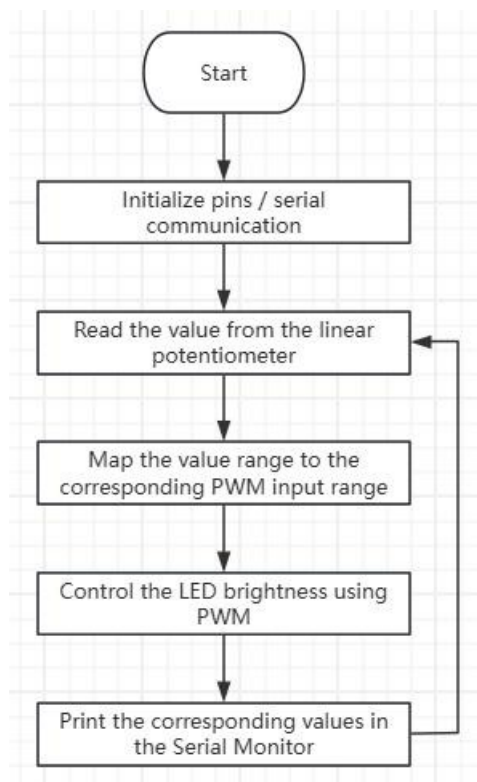 Start
Initialize pins / serial
communication
Read the value from the linear
potentiometer
Map the value range to the
corresponding PWM input range
Control the LED brightness using
PWM
Print the corresponding values in
the Serial Monitor